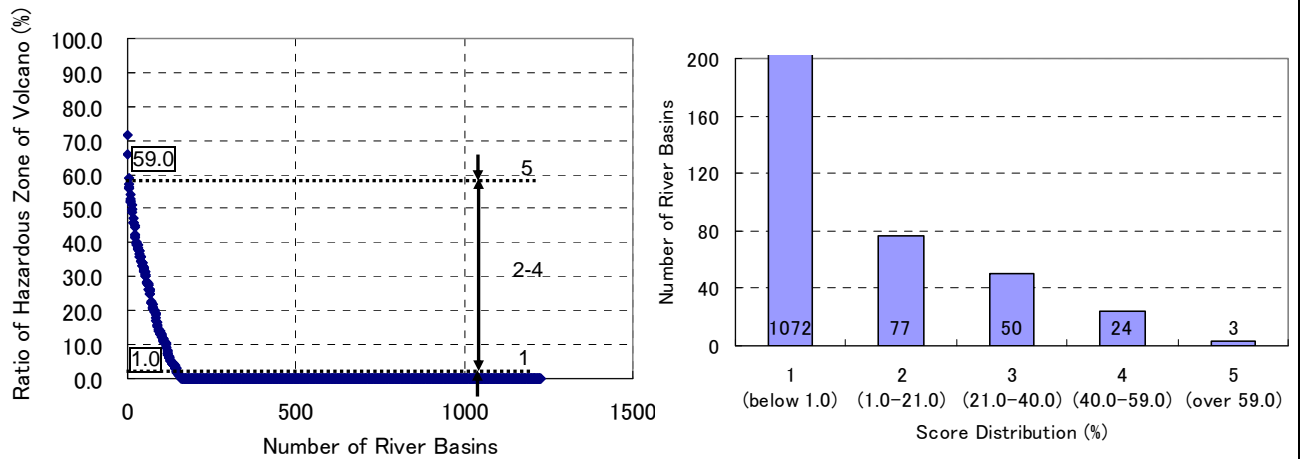 Ratio of Hazardous Zone of Volcano (%)
100.0
90.0
80.0
70.0
60.0
50.0
40.0
30.0
20.0
10.0
0.0
59.0
5
2-4
1.0
1
0 500 1000 1500
Number of River Basins
Number of River Basins
200
160
120
80
40
0
1072 77 50 24 3
1 2 3 4 5
(below 1.0) (1.0-21.0) (21.0-40.0) (40.0-59.0) (over 59.0)
Score Distribution (%)